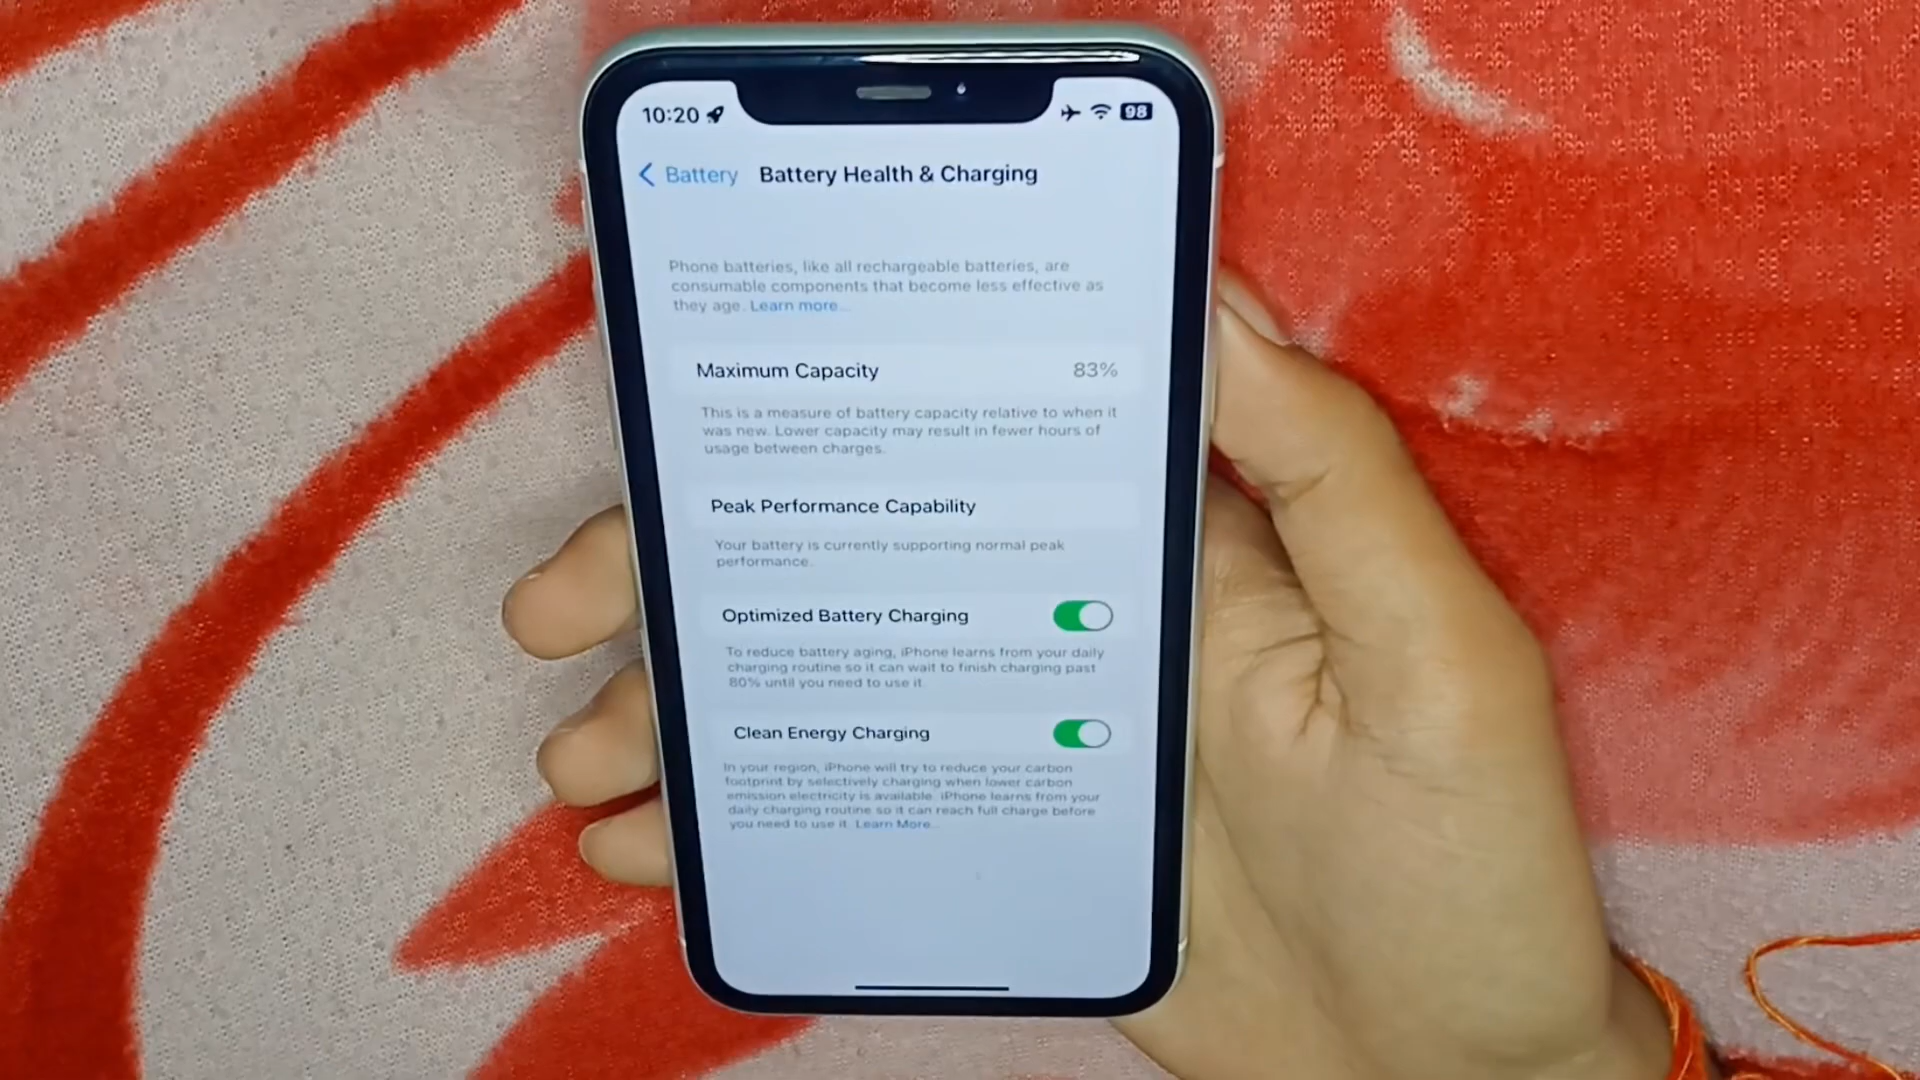 10:20
98
Battery Battery Health & Charging
Phone batteries, like all rechargeable batteries, are
consumable components that become less effective as
they age. Learn more...
Maximum Capacity 83%
This is a measure of battery capacity relative to when it
was new. Lower capacity may result in fewer hours of
usage between charges.
Peak Performance Capability
Your battery is currently supporting normal peak
performance.
Optimized Battery Charging
To reduce battery aging, iPhone learns from your daily
charging routine so it can wait to finish charging past
80% until you need to use it.
Clean Energy Charging
In your region, iPhone will try to reduce your carbon
footprint by selectively charging when lower carbon
emission electricity is available. iPhone learns from your
daily charging routine so it can reach full charge before
you need to use it. Learn More...